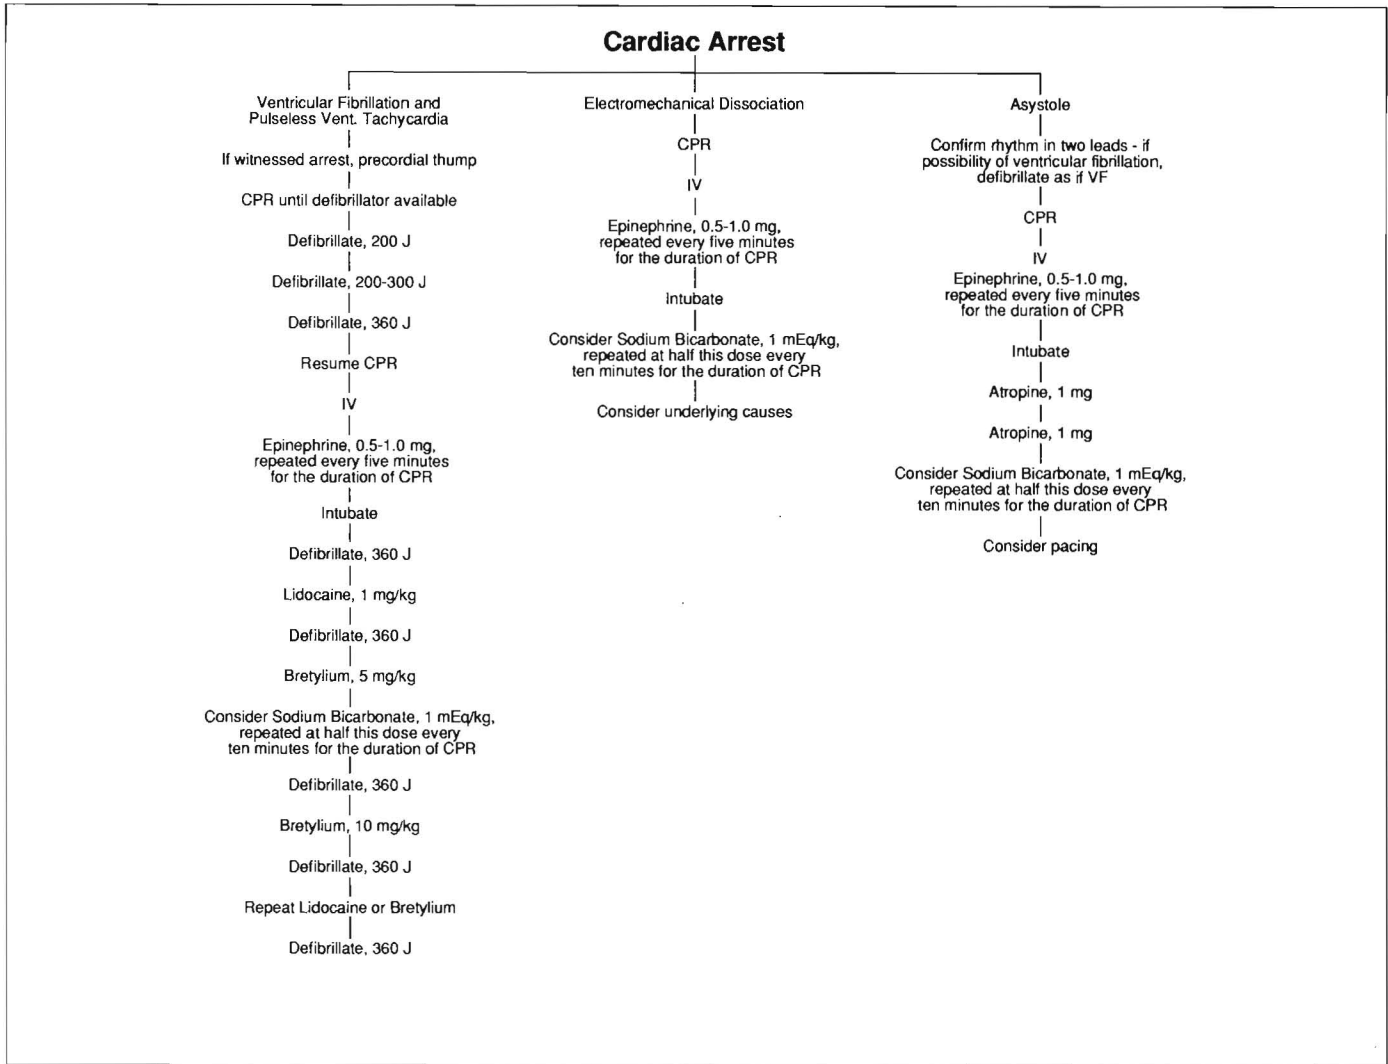 Cardiac Arrest
Ventricular Fibrillation and
Pulseless Vent. Tachycardia
If witnessed arrest, precordial thump
CPR until defibrillator available
Defibrillate, 200 J
Defibrillate, 200-300 J
Defibrillate, 360 J
Resume CPR
IV
Epinephrine, 0.5-1.0 mg,
repeated every five minutes
for the duration of CPR
Intubate
Defibrillate, 360 J
Lidocaine, 1 mg/kg
Defibrillate, 360 J
Bretylium, 5 mg/kg
Consider Sodium Bicarbonate, 1 mEq/kg,
repeated at half this dose every
ten minutes for the duration of CPR
Defibrillate, 360 J
Bretylium, 10 mg/kg
Defibrillate, 360 J
Repeat Lidocaine or Bretylium
Defibrillate, 360 J
Electromechanical Dissociation
CPR
IV
Epinephrine, 0.5-1.0 mg,
repeated every five minutes
for the duration of CPR
Intubate
Consider Sodium Bicarbonate, 1 mEq/kg,
repeated at half this dose every
ten minutes for the duration of CPR
Consider underlying causes
Asystole
Confirm rhythm in two leads - if
possibility of ventricular fibrillation,
defibrillate as if VF
CPR
IV
Epinephrine, 0.5-1.0 mg,
repeated every five minutes
for the duration of CPR
Intubate
Atropine, 1 mg
Atropine, 1 mg
Consider Sodium Bicarbonate, 1 mEq/kg,
repeated at half this dose every
ten minutes for the duration of CPR
Consider pacing